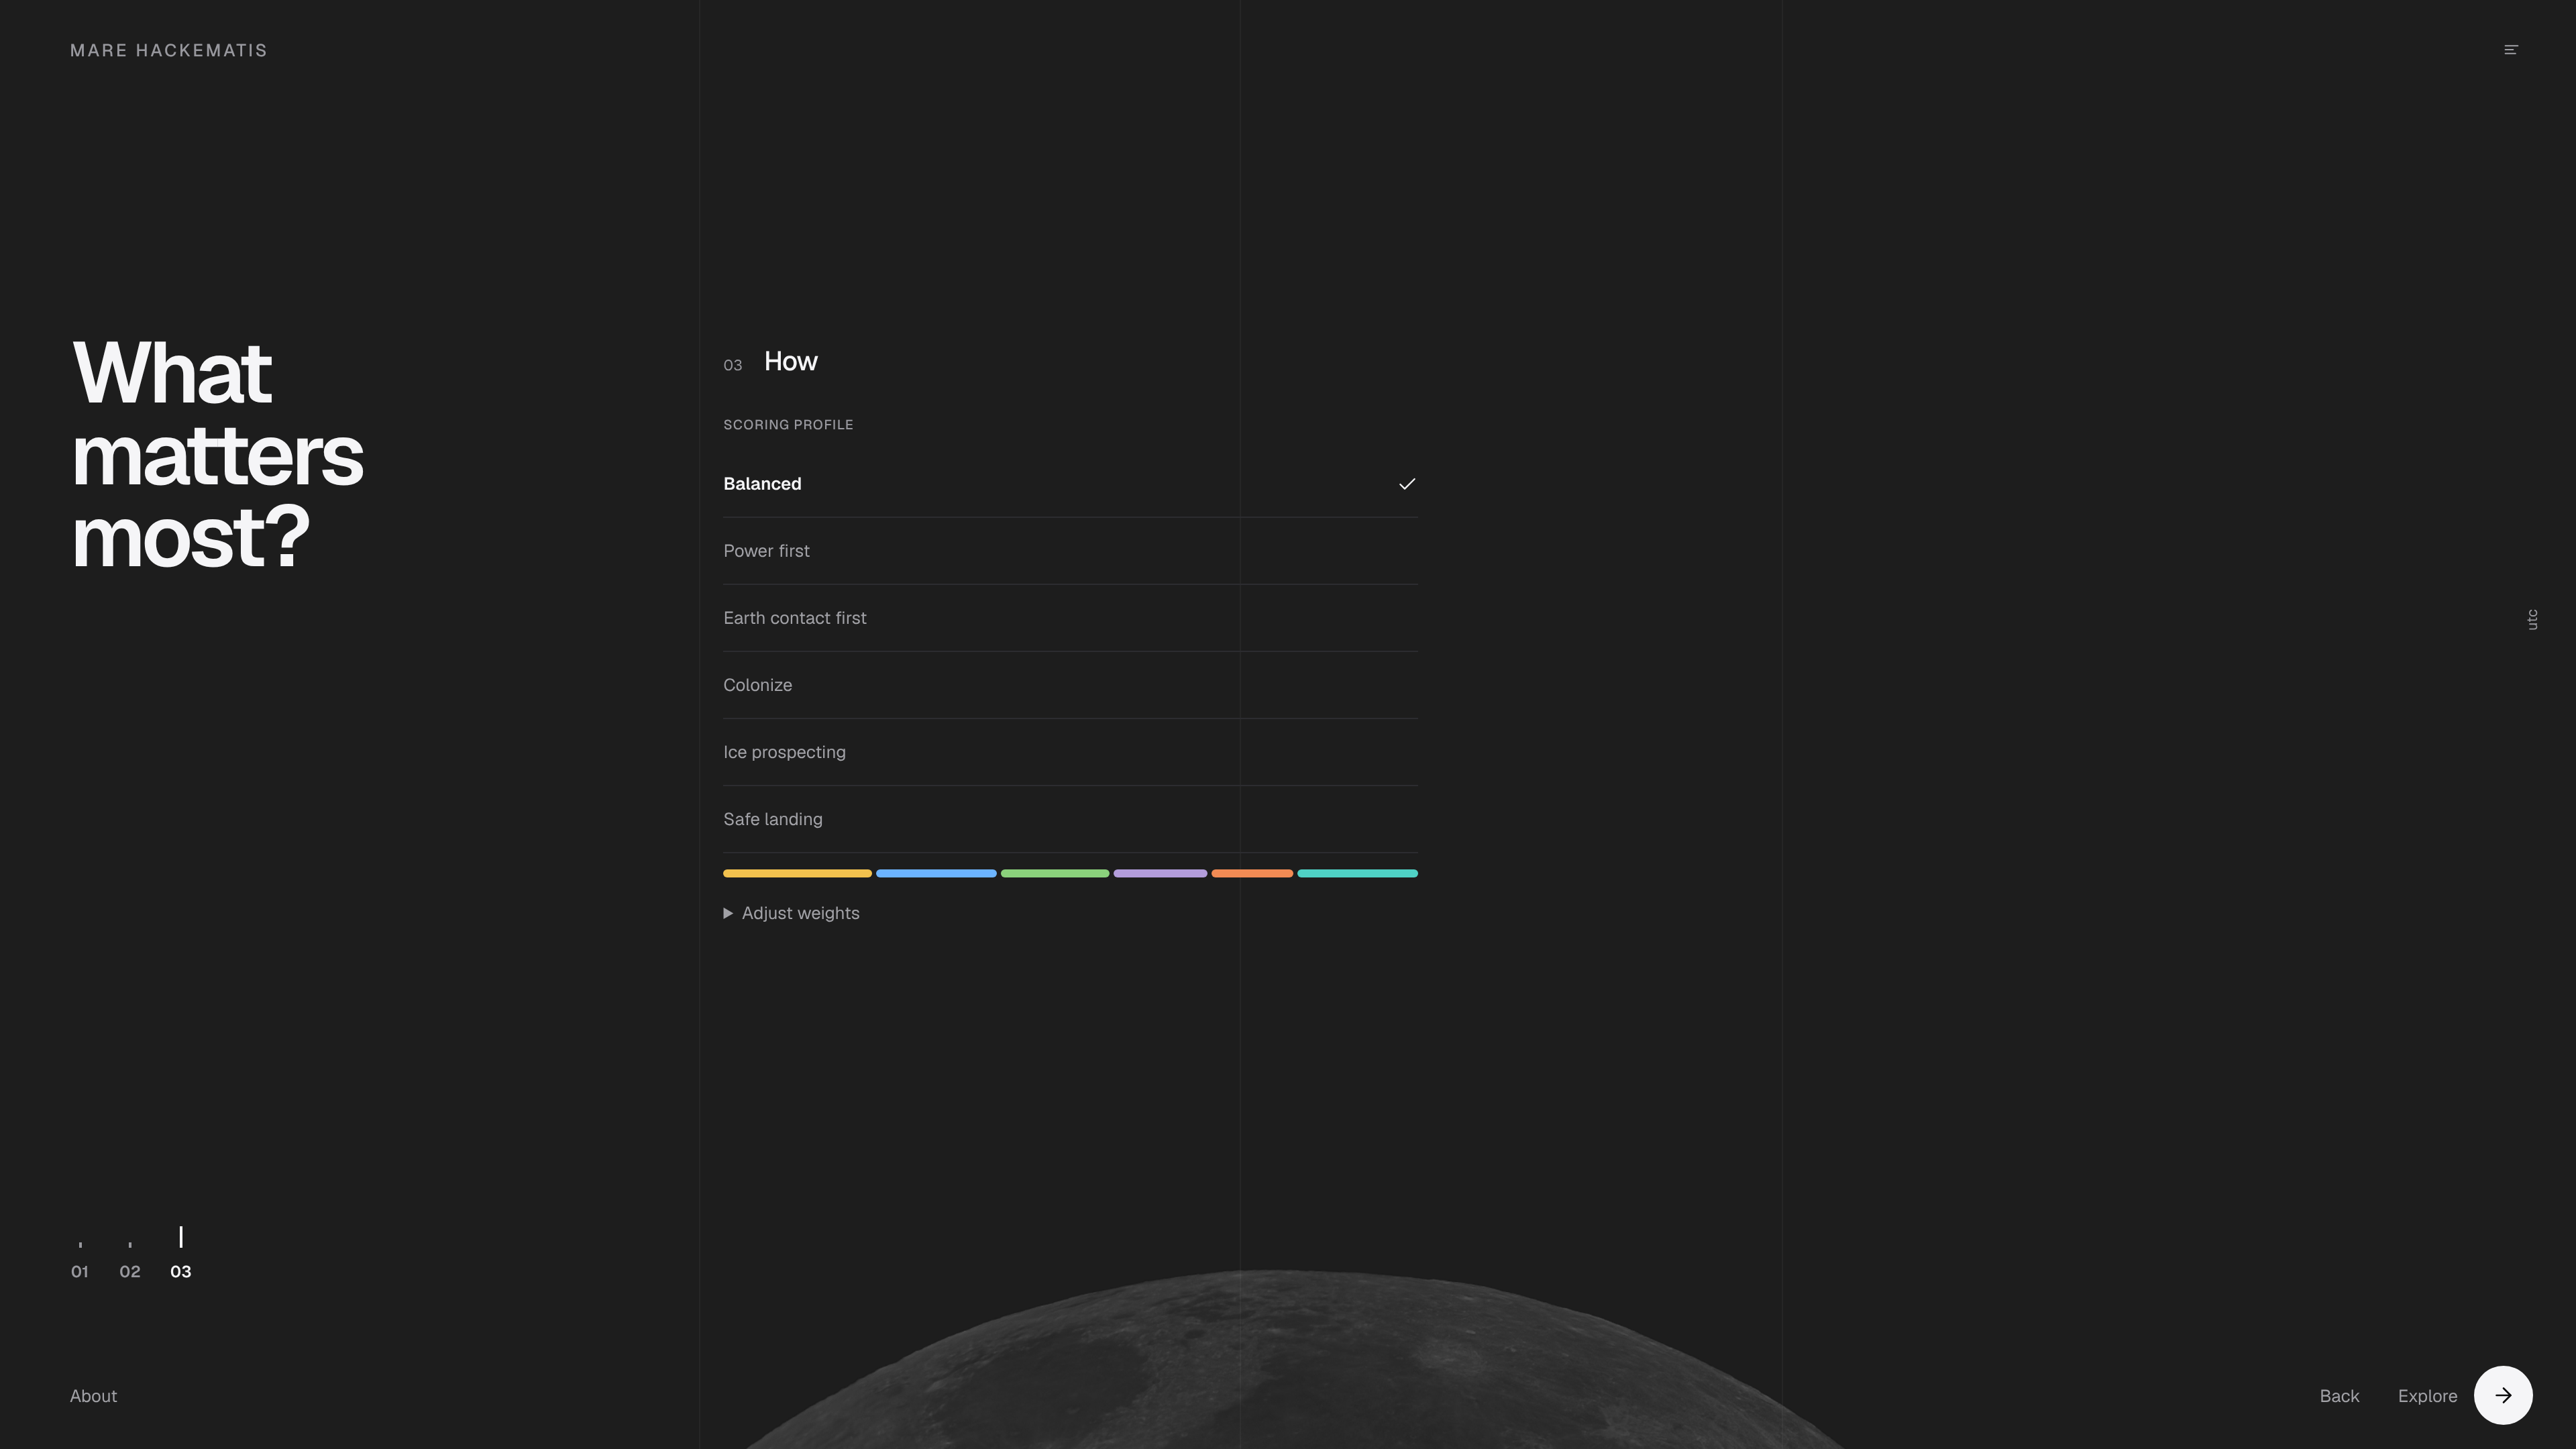 MARE HACKEMATIS
What
matters
most?
03 How
SCORING PROFILE
Balanced
Power first
Earth contact first
Colonize
Ice prospecting
Safe landing
Adjust weights
utc
01 02 03
About
Back Explore